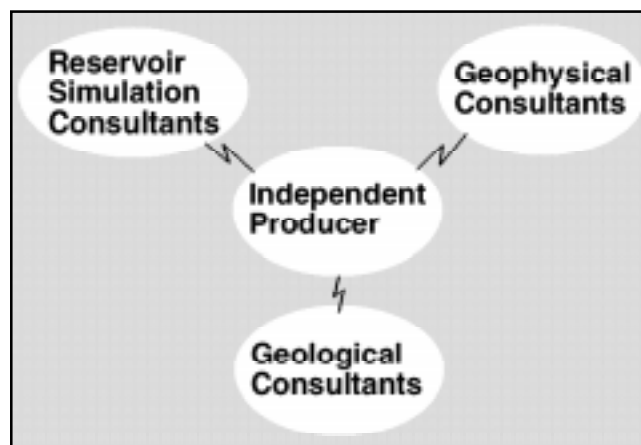 Reservoir
Simulation
Consultants
Geophysical
Consultants
Independent
Producer
Geological
Consultants